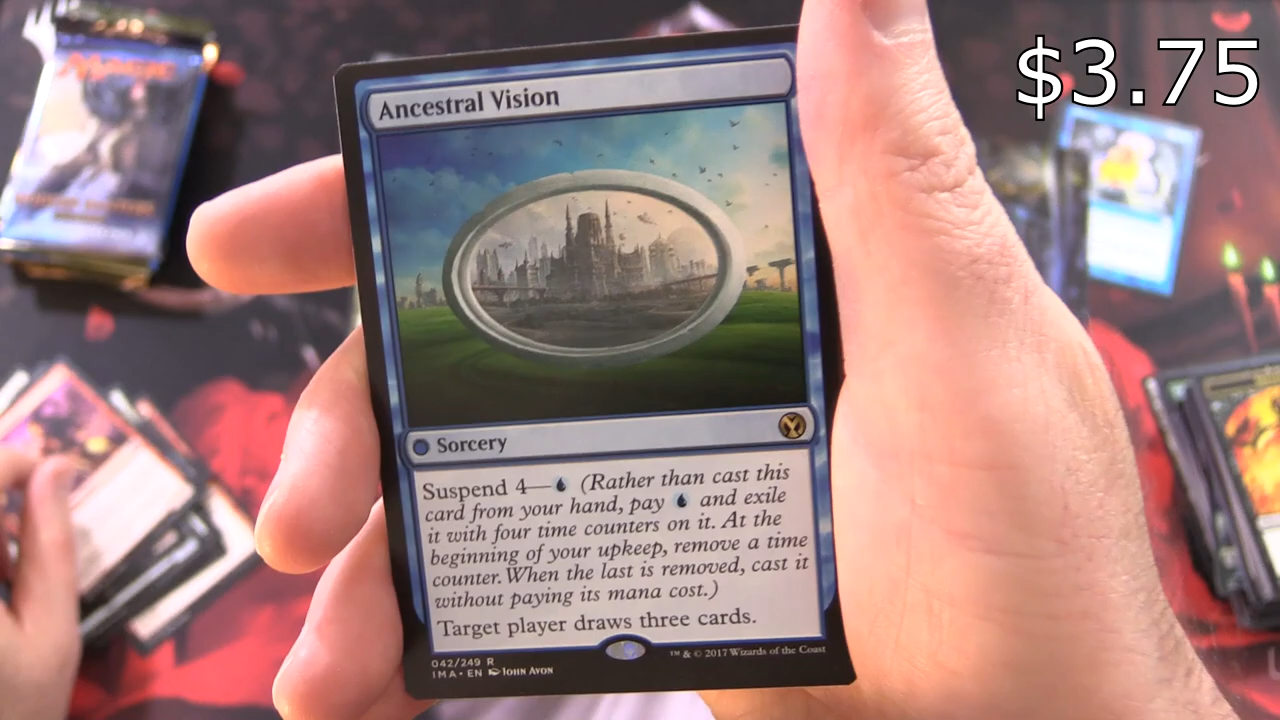 $3.75
MAGIC
Ancestral Vision
Sorcery
Suspend 4— (Rather than cast this
card from your hand, pay and exile
it with four time counters on it. At the
beginning of your upkeep, remove a time
counter. When the last is removed, cast it
without paying its mana cost.)
Target player draws three cards.
042/249 R
IMA • EN John Avon
™ & © 2017 Wizards of the Coast